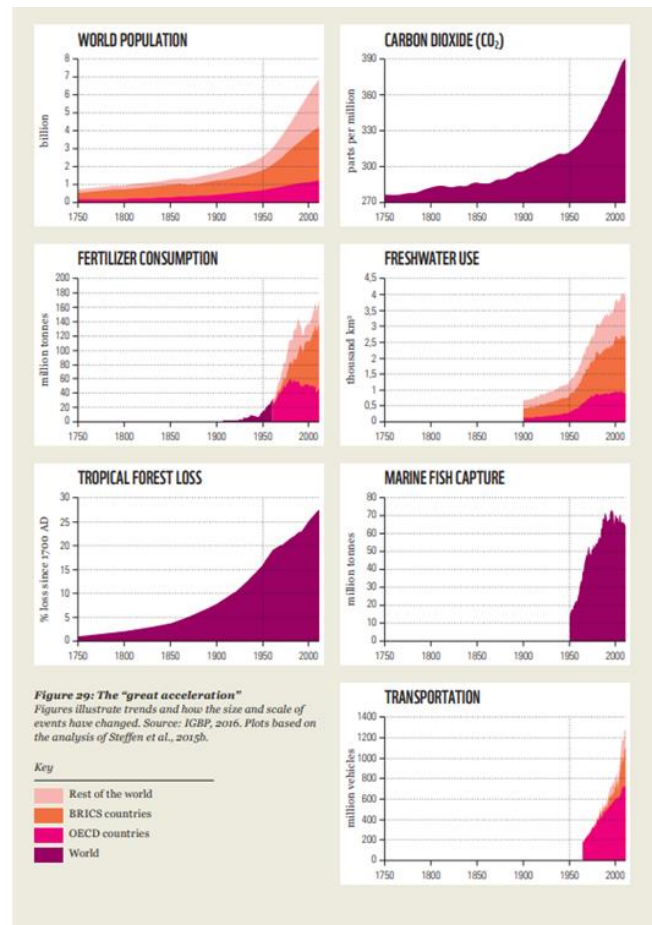 WORLD POPULATION
billion
8
7
6
5
4
3
2
1
0
1750 1800 1850 1900 1950 2000
CARBON DIOXIDE (CO₂)
parts per million
390
360
330
300
270
1750 1800 1850 1900 1950 2000
FERTILIZER CONSUMPTION
million tonnes
200
180
160
140
120
100
80
60
40
20
0
1750 1800 1850 1900 1950 2000
FRESHWATER USE
thousand km³
4,5
4
3,5
3
2,5
2
1,5
1
0,5
0
1750 1800 1850 1900 1950 2000
TROPICAL FOREST LOSS
% loss since 1700 AD
30
25
20
15
10
5
0
1750 1800 1850 1900 1950 2000
MARINE FISH CAPTURE
million tonnes
80
70
60
50
40
30
20
10
0
1750 1800 1850 1900 1950 2000
Figure 29: The “great acceleration”
Figures illustrate trends and how the size and scale of
events have changed. Source: IGBP, 2016. Plots based on
the analysis of Steffen et al., 2015b.
Key
Rest of the world
BRICS countries
OECD countries
World
TRANSPORTATION
million vehicles
1400
1200
1000
800
600
400
200
0
1750 1800 1850 1900 1950 2000